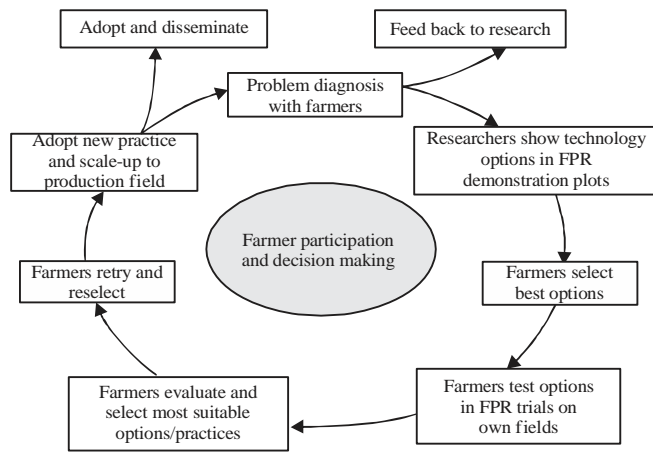 Adopt and disseminate
Feed back to research
Problem diagnosis
with farmers
Adopt new practice
and scale-up to
production field
Researchers show technology
options in FPR
demonstration plots
Farmer participation
and decision making
Farmers retry and
reselect
Farmers select
best options
Farmers evaluate and
select most suitable
options/practices
Farmers test options
in FPR trials on
own fields